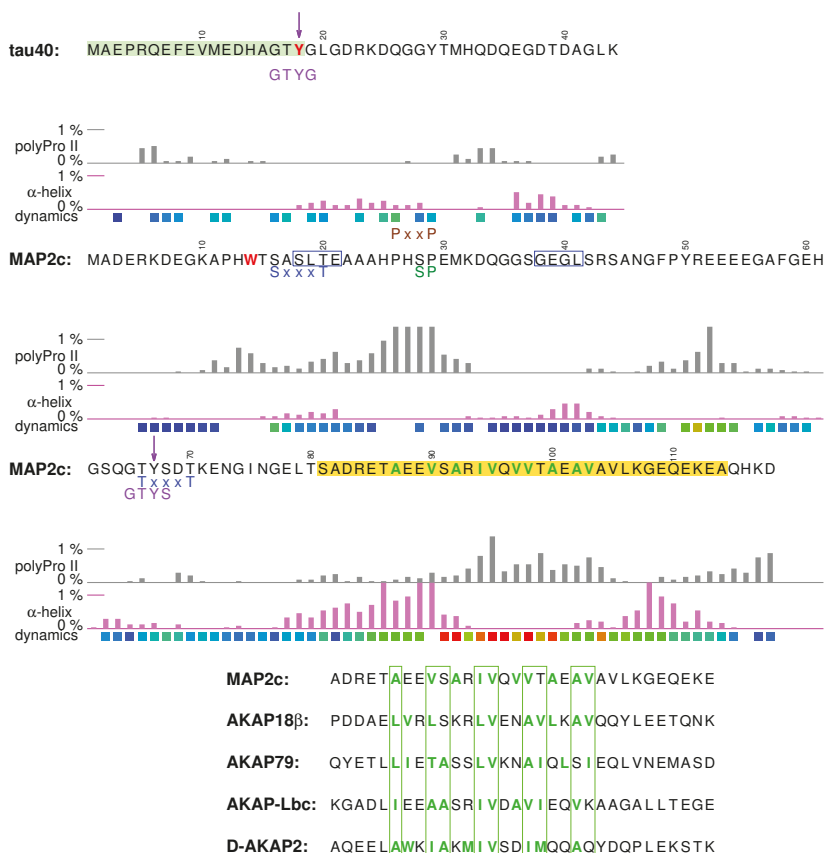 10 20 30 40
tau40: MAEPRQEFEVMEDHAGTYGLGDRKDQGGYTMHQDQEGDTDAGLK
GTYG
1 %
polyPro II
0 %
1 %
α-helix
0 %
dynamics
PxxP
10 20 30 40 50 60
MAP2c: MADERKDEGKAPHWTSASLTEAAAHPHSPEMKDQGGSGEGLSRSANGFPYREEEEGAFGEH
SxxxT SP
1 %
polyPro II
0 %
1 %
α-helix
0 %
dynamics
70 80 90 100 110
MAP2c: GSQGTYSDTKENGINGELTSADRETAEEVSARIVQVVTAEAVAVLKGEQEKEAQHKD
TxxxT
GTYS
1 %
polyPro II
0 %
1 %
α-helix
0 %
dynamics
MAP2c: ADRETAEEVSARIVQVVTAEAVAVLKGEQEKE
AKAP18β: PDDAELVRLSKRLVENAVLKAVQQYLEETQNK
AKAP79: QYETLLIETASSLVKNAIQLSIEQLVNEMASD
AKAP-Lbc: KGADLIEEAASRIVDAVIEQVKAAGALLTEGE
D-AKAP2: AQEELAWKIAKMIVSDIMQQAQYDQPLEKSTK